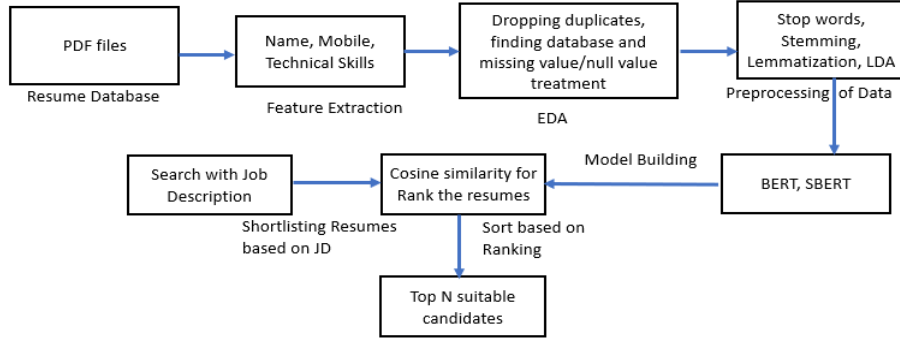 PDF files
Resume Database
Name, Mobile,
Technical Skills
Feature Extraction
Dropping duplicates,
finding database and
missing value/null value
treatment
EDA
Stop words,
Stemming,
Lemmatization, LDA
Preprocessing of Data
BERT, SBERT
Model Building
Cosine similarity for
Rank the resumes
Search with Job
Description
Shortlisting Resumes
based on JD
Sort based on
Ranking
Top N suitable
candidates